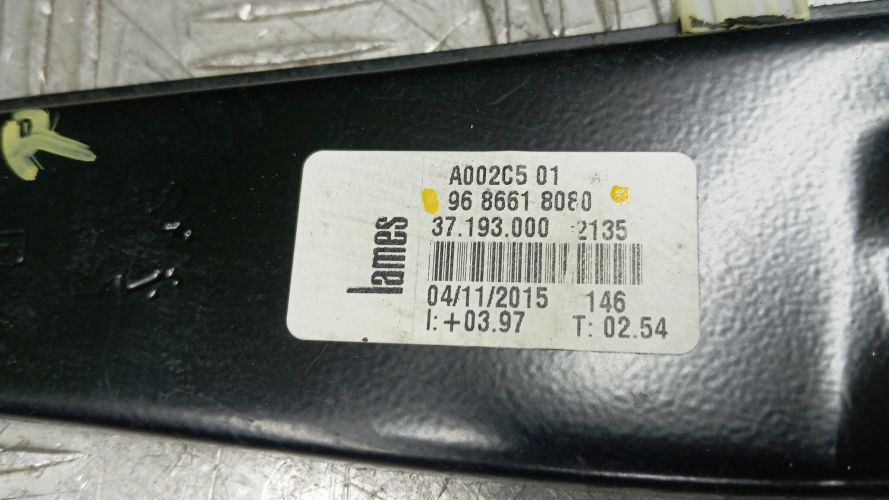 A002C5 01
96 8661 8080
37.193.000 2135
lames
04/11/2015 146
I: +03.97 T: 02.54
R